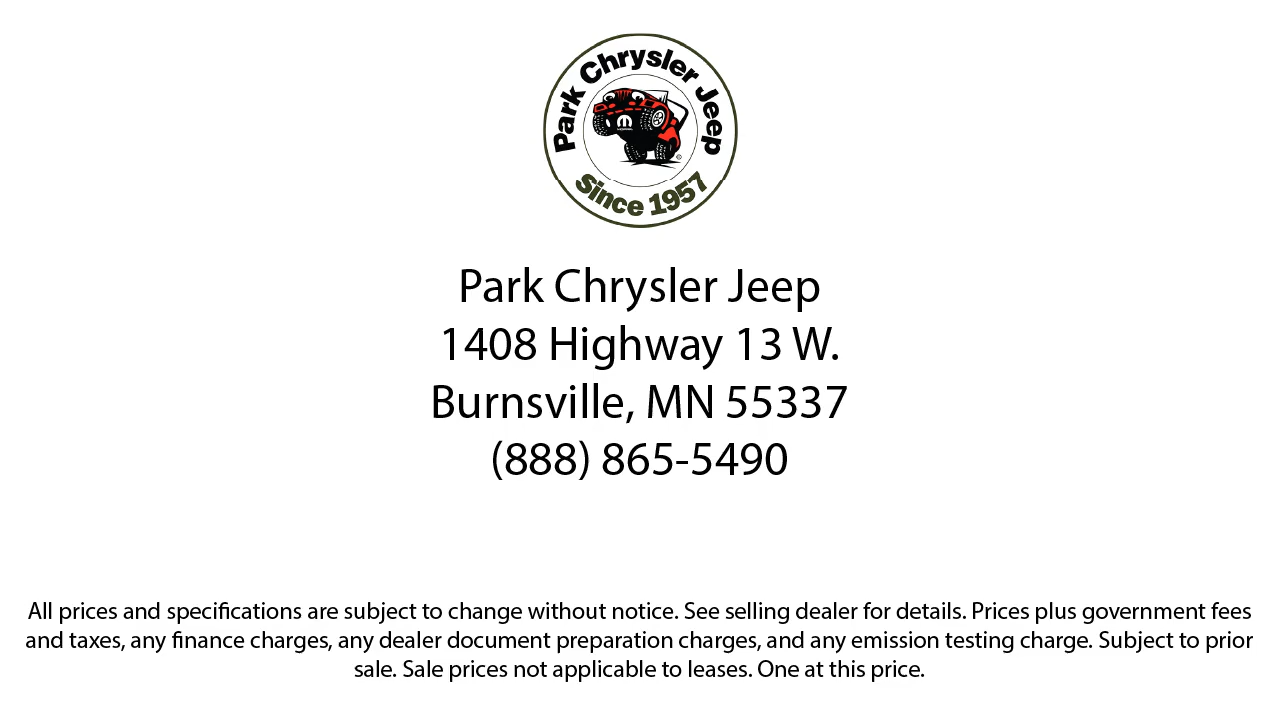 Park Chrysler Jeep
Since 1957
Park Chrysler Jeep
1408 Highway 13 W.
Burnsville, MN 55337
(888) 865-5490
All prices and specifications are subject to change without notice. See selling dealer for details. Prices plus government fees
and taxes, any finance charges, any dealer document preparation charges, and any emission testing charge. Subject to prior
sale. Sale prices not applicable to leases. One at this price.